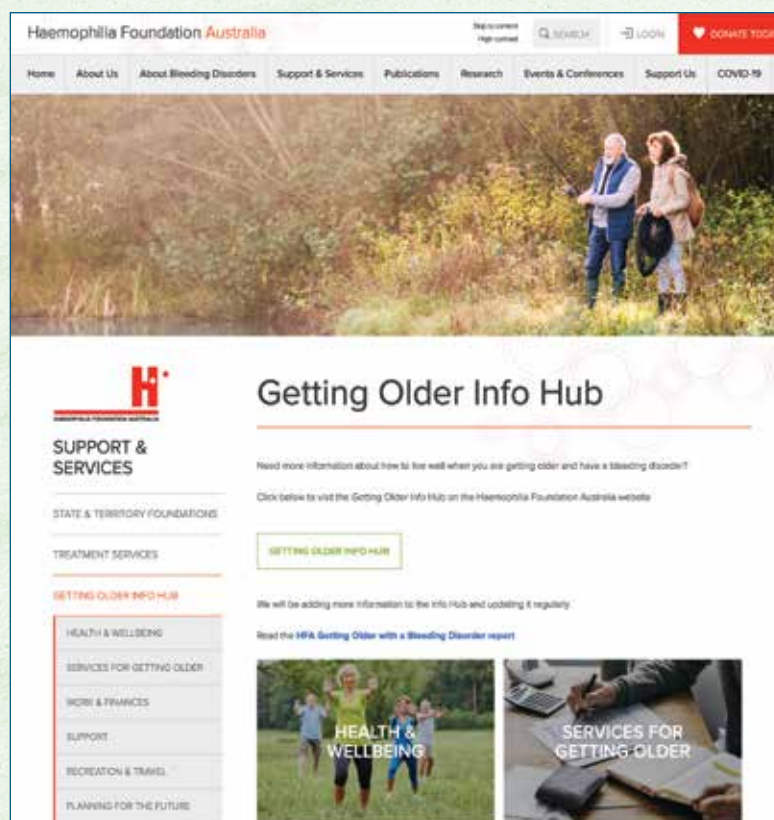 Haemophilia Foundation Australia
Skip to content
High contrast
SEARCH
LOGIN
DONATE
Home About Us About Bleeding Disorders Support & Services Publications Research Events & Conferences Support Us COVID-19
H
HAEMOPHILIA FOUNDATION AUSTRALIA
SUPPORT &
SERVICES
STATE & TERRITORY FOUNDATIONS
TREATMENT SERVICES
GETTING OLDER INFO HUB
HEALTH & WELLBEING
SERVICES FOR GETTING OLDER
WORK & FINANCES
SUPPORT
RECREATION & TRAVEL
PLANNING FOR THE FUTURE
Getting Older Info Hub
Need more information about how to live well when you are getting older and have a bleeding disorder?
Click below to visit the Getting Older Info Hub on the Haemophilia Foundation Australia website
GETTING OLDER INFO HUB
We will be adding more information to the Info Hub and updating it regularly
Read the HFA Getting Older with a Bleeding Disorder report
HEALTH &
WELLBEING
SERVICES FOR
GETTING OLDER